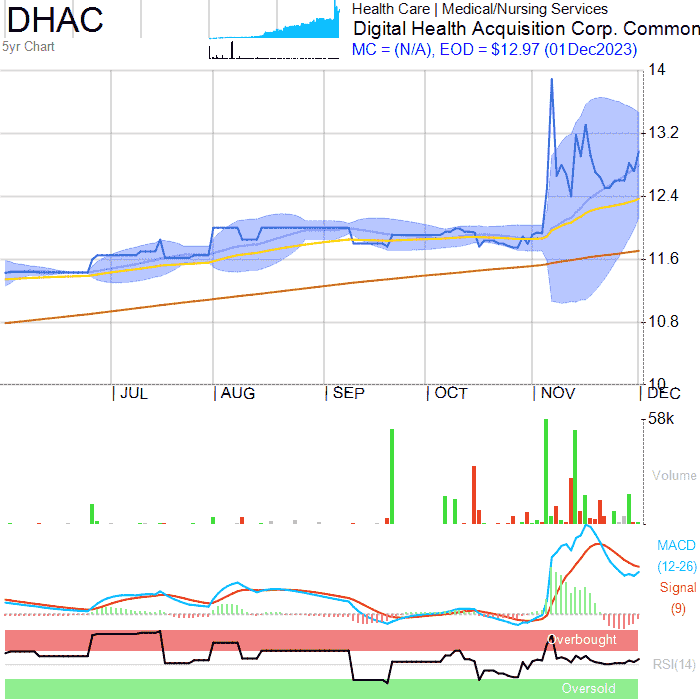 DHAC
5yr Chart
Health Care | Medical/Nursing Services
Digital Health Acquisition Corp. Common
MC = (N/A), EOD = $12.97 (01Dec2023)
14
13.2
12.4
11.6
10.8
10
JUL AUG SEP OCT NOV DEC
58k
Volume
MACD
(12-26)
Signal
(9)
Overbought
RSI(14)
Oversold